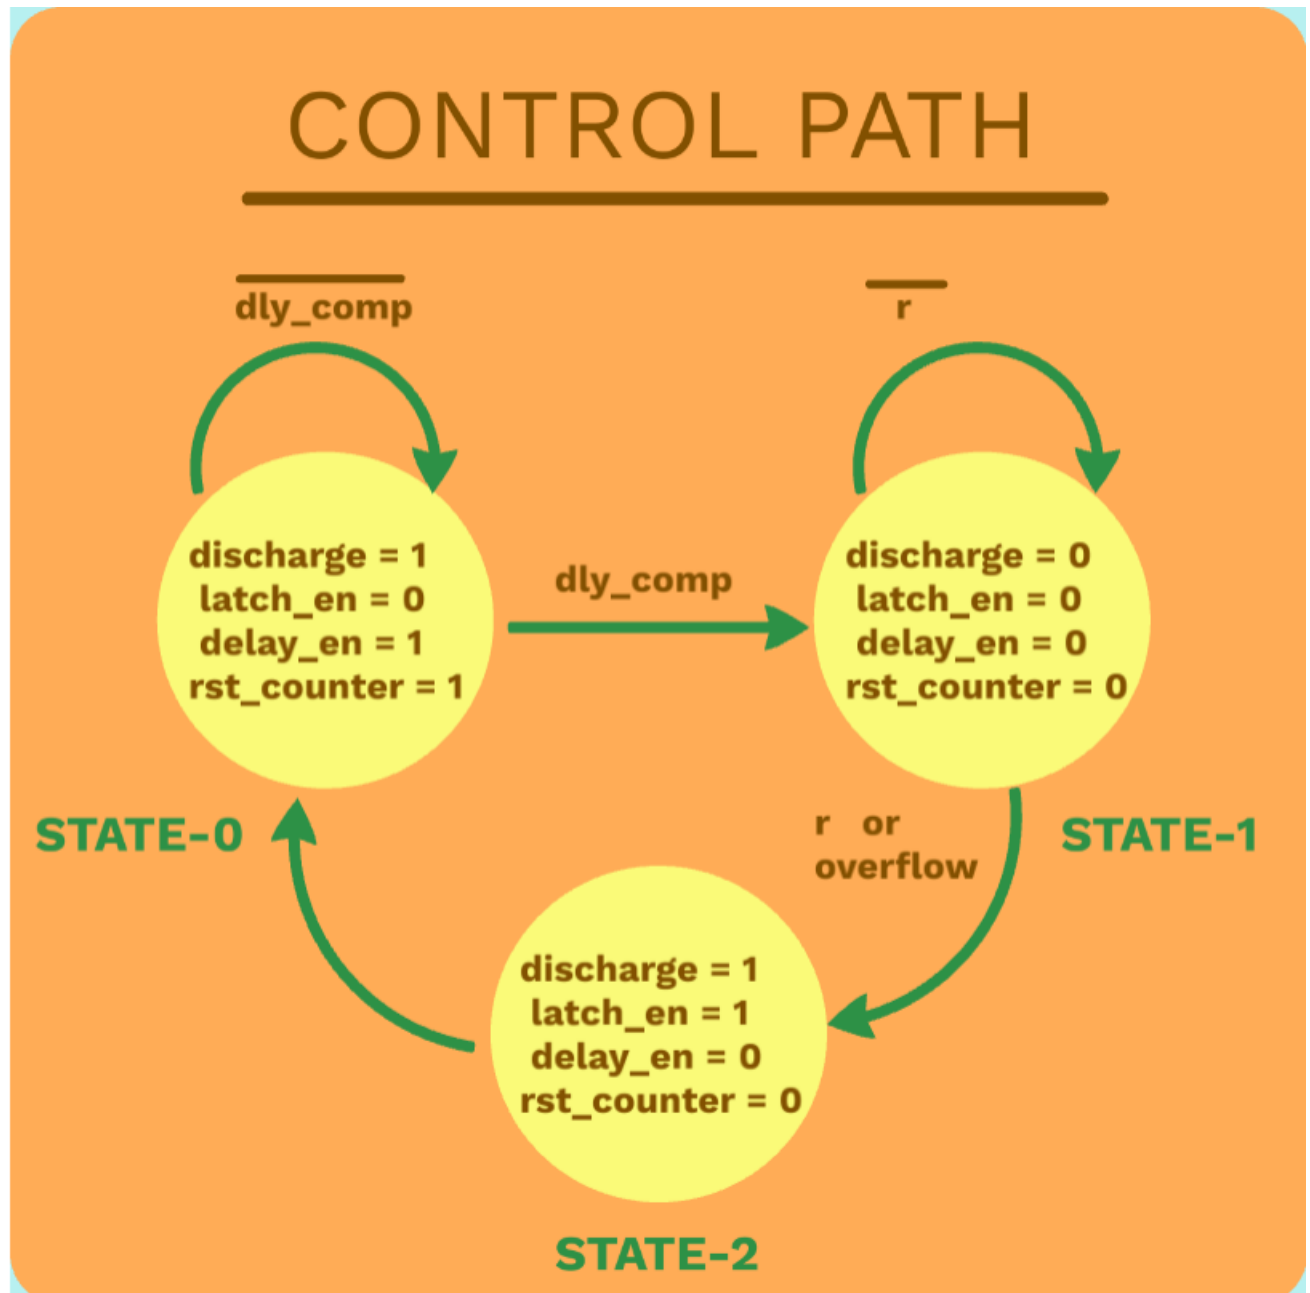 CONTROL PATH
dly_comp
r
discharge = 1
latch_en = 0
delay_en = 1
rst_counter = 1
dly_comp
discharge = 0
latch_en = 0
delay_en = 0
rst_counter = 0
STATE-0
r or
overflow
STATE-1
discharge = 1
latch_en = 1
delay_en = 0
rst_counter = 0
STATE-2